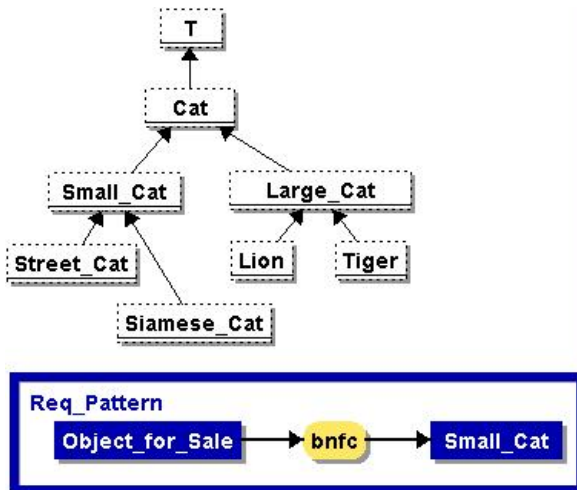 T
Cat
Small_Cat Large_Cat
Street_Cat Lion Tiger
Siamese_Cat
Req_Pattern
Object_for_Sale bnfc Small_Cat